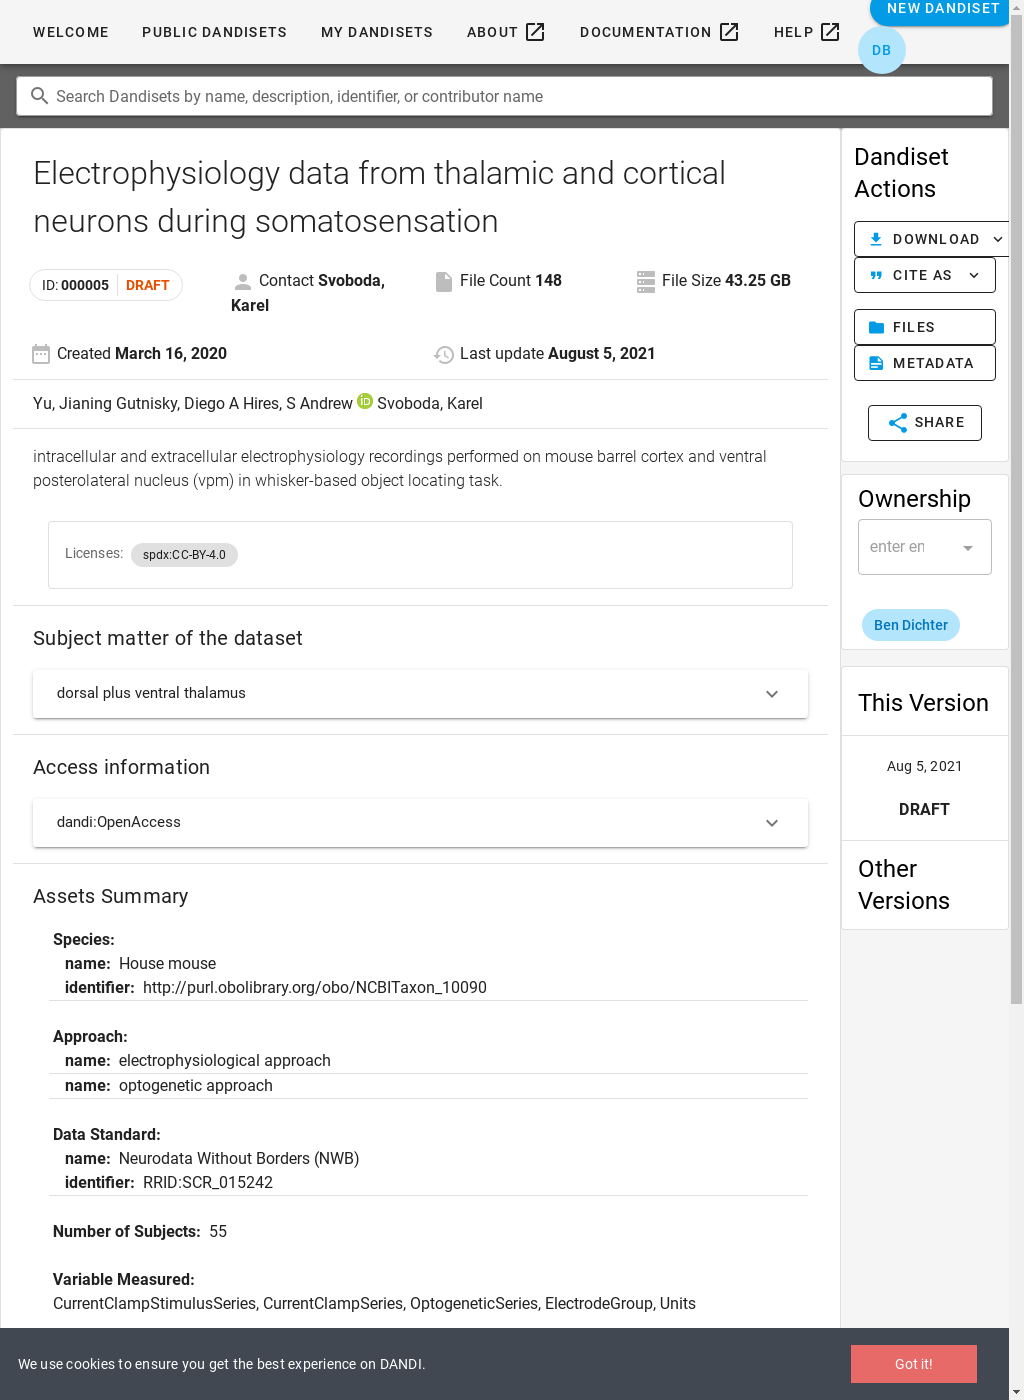 WELCOME PUBLIC DANDISETS MY DANDISETS ABOUT DOCUMENTATION HELP NEW DANDISET
DB
Search Dandisets by name, description, identifier, or contributor name
Electrophysiology data from thalamic and cortical
neurons during somatosensation
ID: 000005 DRAFT
Contact Svoboda,
Karel
File Count 148
File Size 43.25 GB
Created March 16, 2020
Last update August 5, 2021
Yu, Jianing Gutnisky, Diego A Hires, S Andrew iD Svoboda, Karel
intracellular and extracellular electrophysiology recordings performed on mouse barrel cortex and ventral
posterolateral nucleus (vpm) in whisker-based object locating task.
Licenses: spdx:CC-BY-4.0
Subject matter of the dataset
dorsal plus ventral thalamus
Access information
dandi:OpenAccess
Assets Summary
Species:
name: House mouse
identifier: http://purl.obolibrary.org/obo/NCBITaxon_10090
Approach:
name: electrophysiological approach
name: optogenetic approach
Data Standard:
name: Neurodata Without Borders (NWB)
identifier: RRID:SCR_015242
Number of Subjects: 55
Variable Measured:
CurrentClampStimulusSeries, CurrentClampSeries, OptogeneticSeries, ElectrodeGroup, Units
Dandiset
Actions
DOWNLOAD
CITE AS
FILES
METADATA
SHARE
Ownership
enter en
Ben Dichter
This Version
Aug 5, 2021
DRAFT
Other
Versions
We use cookies to ensure you get the best experience on DANDI.
Got it!